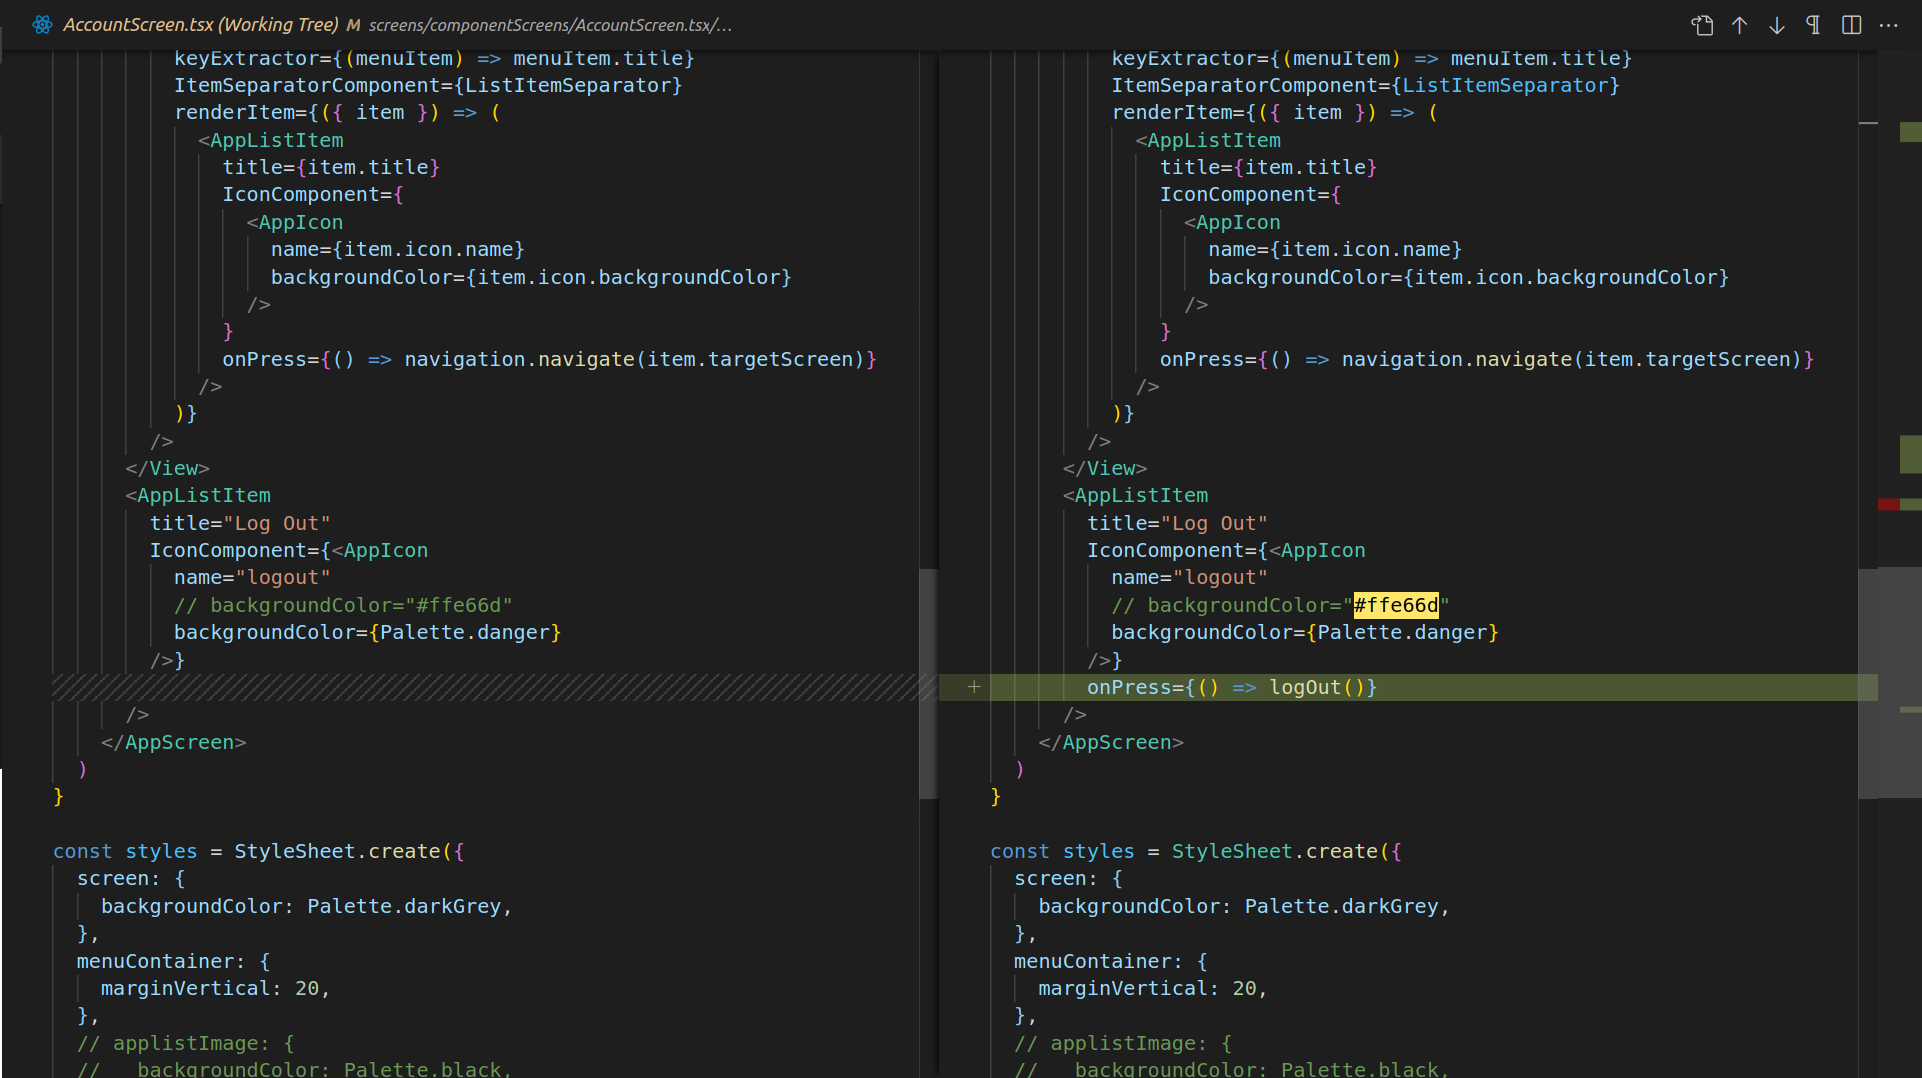 AccountScreen.tsx (Working Tree) M screens/componentScreens/AccountScreen.tsx/...
keyExtractor={(menuItem) => menuItem.title}
ItemSeparatorComponent={ListItemSeparator}
renderItem={({ item }) => (
<AppListItem
title={item.title}
IconComponent={
<AppIcon
name={item.icon.name}
backgroundColor={item.icon.backgroundColor}
/>
}
onPress={() => navigation.navigate(item.targetScreen)}
/>
)}
/>
</View>
<AppListItem
title="Log Out"
IconComponent={<AppIcon
name="logout"
// backgroundColor="#ffe66d"
backgroundColor={Palette.danger}
/>}
/>
</AppScreen>
)
}
const styles = StyleSheet.create({
screen: {
backgroundColor: Palette.darkGrey,
},
menuContainer: {
marginVertical: 20,
},
// applistImage: {
//   backgroundColor: Palette.black,
keyExtractor={(menuItem) => menuItem.title}
ItemSeparatorComponent={ListItemSeparator}
renderItem={({ item }) => (
<AppListItem
title={item.title}
IconComponent={
<AppIcon
name={item.icon.name}
backgroundColor={item.icon.backgroundColor}
/>
}
onPress={() => navigation.navigate(item.targetScreen)}
/>
)}
/>
</View>
<AppListItem
title="Log Out"
IconComponent={<AppIcon
name="logout"
// backgroundColor="#ffe66d"
backgroundColor={Palette.danger}
/>}
+ onPress={() => logOut()}
/>
</AppScreen>
)
}
const styles = StyleSheet.create({
screen: {
backgroundColor: Palette.darkGrey,
},
menuContainer: {
marginVertical: 20,
},
// applistImage: {
//   backgroundColor: Palette.black,